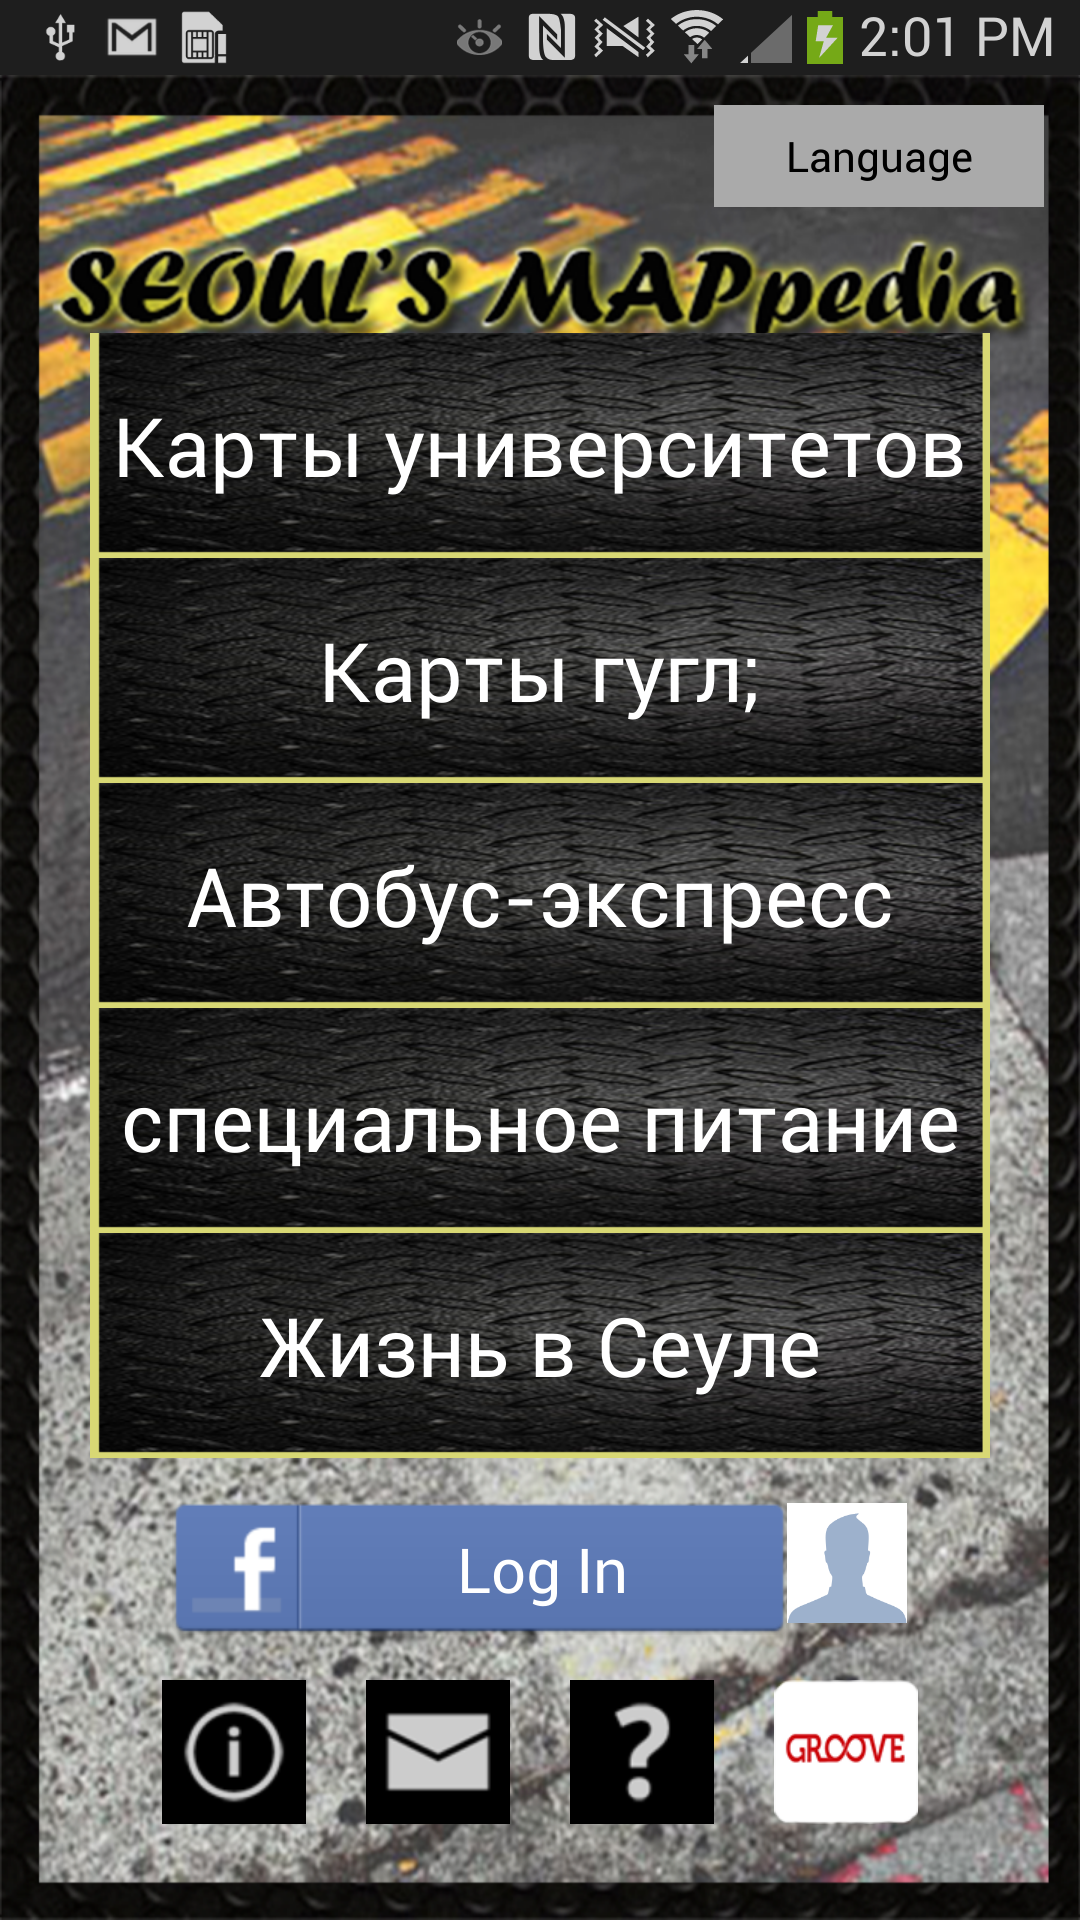 2:01 PM
Language
SEOUL'S MAPpedia
Карты университетов
Карты гугл;
Автобус-экспресс
специальное питание
Жизнь в Сеуле
f Log In
i ? GROOVE